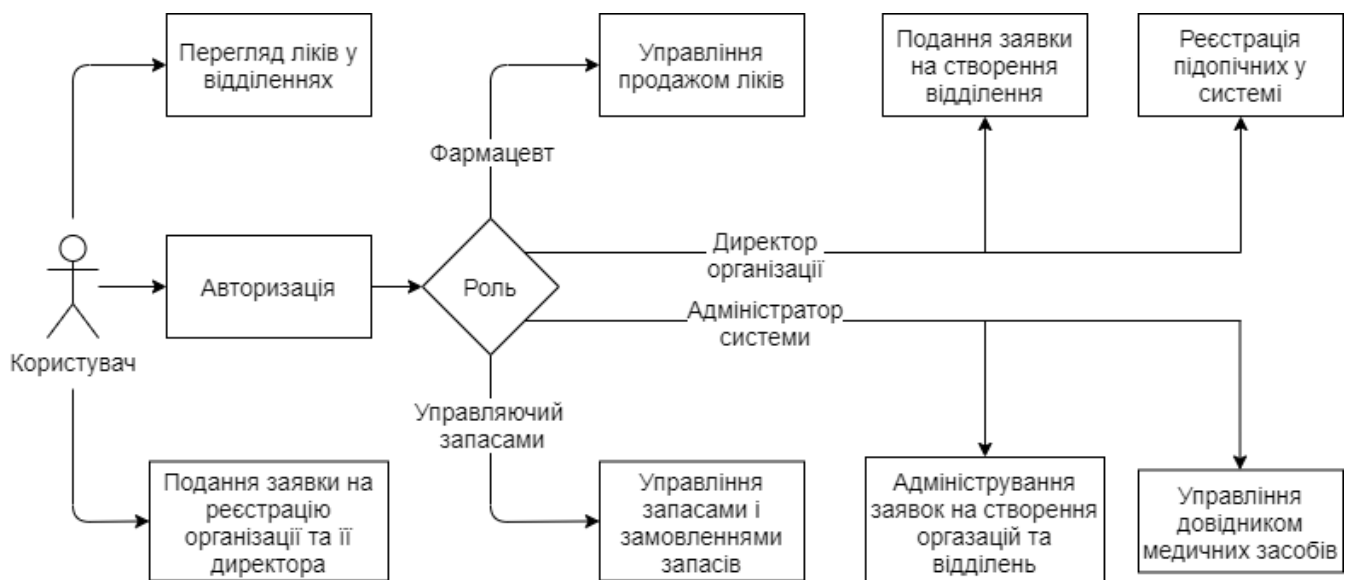 Перегляд ліків у
відділеннях
Управління
продажом ліків
Подання заявки
на створення
відділення
Реєстрація
підопічних у
системі
Фармацевт
Користувач
Авторизація
Роль
Директор
організації
Адміністратор
системи
Управляючий
запасами
Подання заявки на
реєстрацію
організації та її
директора
Управління
запасами і
замовленнями
запасів
Адміністрування
заявок на створення
оргазацій та
відділень
Управління
довідником
медичних засобів